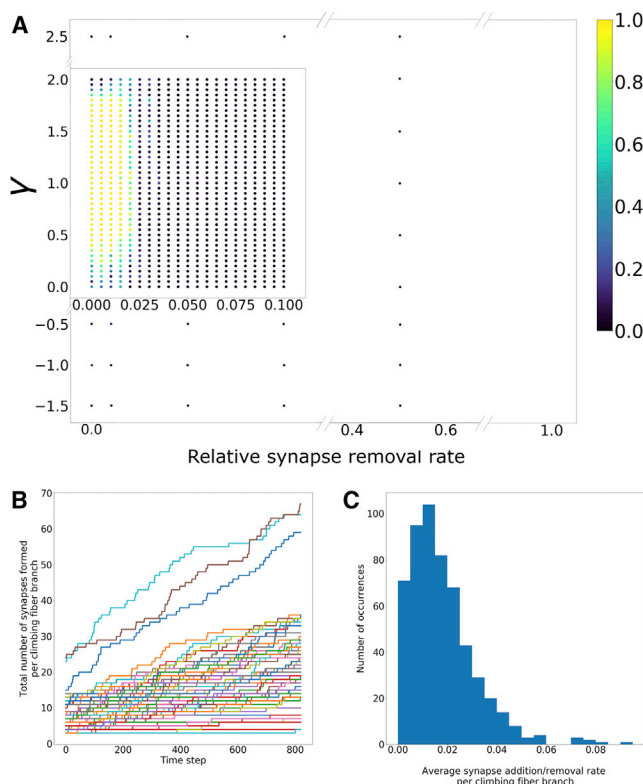 A
2.5
2.0
1.5
1.0
0.5
0.0
−0.5
−1.0
−1.5
γ
0.000 0.025 0.050 0.075 0.100
0.0 0.4 0.6 1.0
Relative synapse removal rate
1.0
0.8
0.6
0.4
0.2
0.0
B
70
60
50
40
30
20
10
0
Total number of synapses formed
per climbing fiber branch
0 200 400 600 800
Time step
C
100
80
60
40
20
0
Number of occurrences
0.00 0.02 0.04 0.06 0.08
Average synapse addition/removal rate
per climbing fiber branch